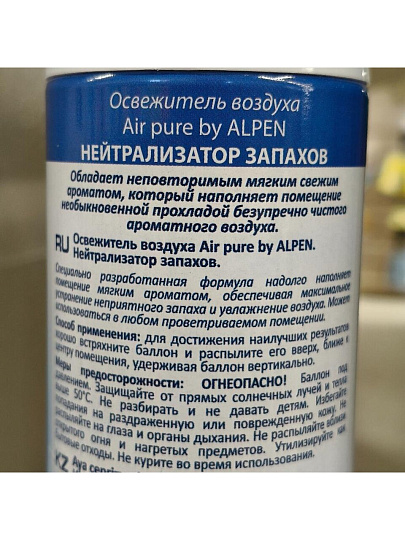 Освежитель воздуха
Air pure by ALPEN
НЕЙТРАЛИЗАТОР ЗАПАХОВ
Обладает неповторимым мягким свежим
ароматом, который наполняет помещение
необыкновенной прохладой безупречно чистого
ароматного воздуха.
RU Освежитель воздуха Air pure by ALPEN.
Нейтрализатор запахов.
Специально разработанная формула надолго наполняет
помещение мягким ароматом, обеспечивая максимальное
устранение неприятного запаха и увлажнение воздуха. Может
использоваться в любом проветриваемом помещении.
Способ применения: для достижения наилучших результатов
хорошо встряхните баллон и распылите его вверх, ближе к
центру помещения, удерживая баллон вертикально.
Меры предосторожности: ОГНЕОПАСНО! Баллон под
давлением. Защищайте от прямых солнечных лучей и тепла
выше 50°C. Не разбирать и не давать детям. Избегайте
попадания на раздраженную или поврежденную кожу. Не
распыляйте на глаза и органы дыхания. Не распыляйте вблизи
открытого огня и нагретых предметов. Утилизируйте как
бытовые отходы. Не курите во время использования.
KZ Ауа